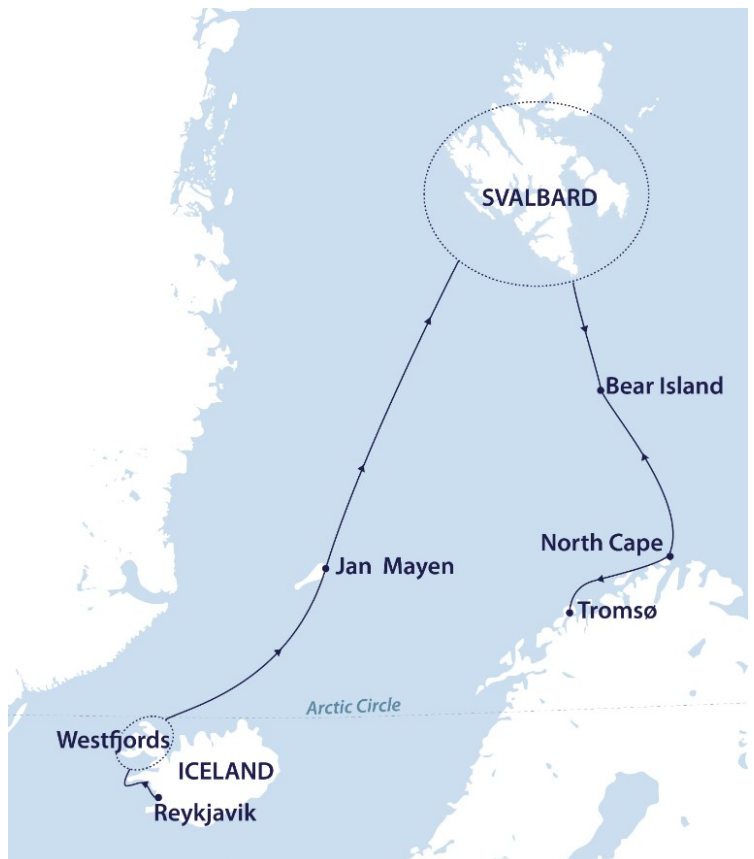 SVALBARD
Bear Island
North Cape
Jan Mayen
Tromsø
Arctic Circle
Westfjords
ICELAND
Reykjavik